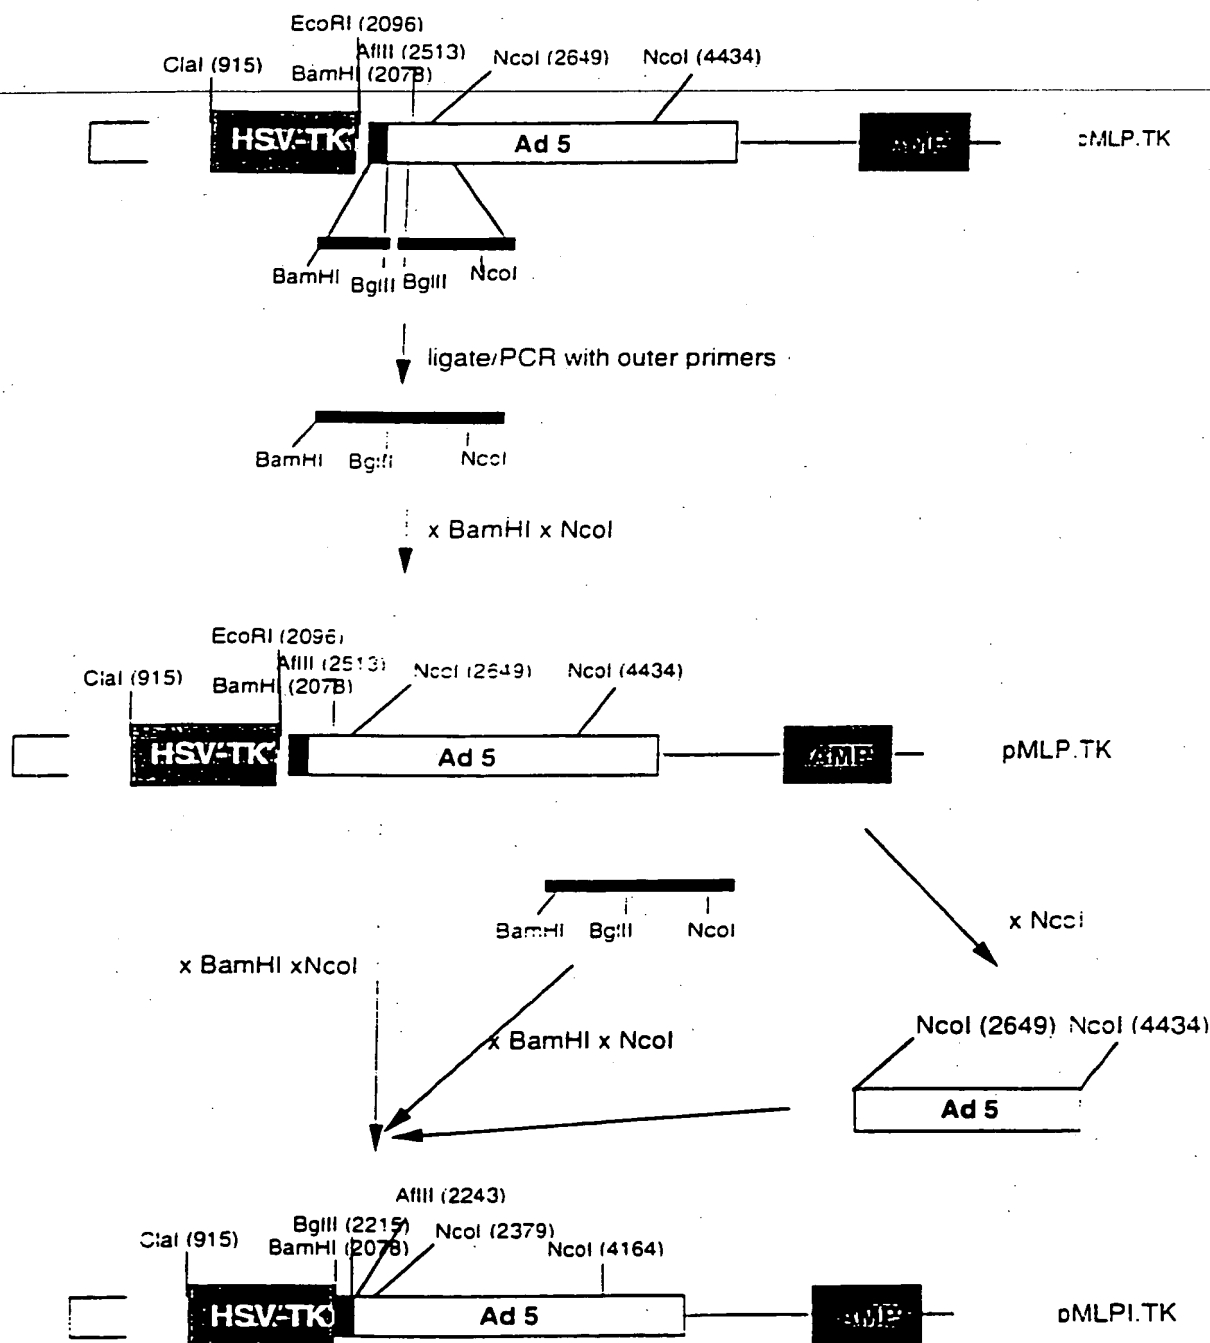 EcoRI (2096)
AflII (2513)
ClaI (915)
BamHI (2078)
NcoI (2649)
NcoI (4434)
HSV-TK
Ad 5
AMP
pMLP.TK
BamHI
BglII
BglII
NcoI
ligate/PCR with outer primers
BamHI
BglII
NcoI
x BamHI x NcoI
EcoRI (2096)
AflII (2513)
ClaI (915)
BamHI (2078)
NcoI (2649)
NcoI (4434)
HSV-TK
Ad 5
AMP
pMLP.TK
BamHI
BglII
NcoI
x NcoI
x BamHI xNcoI
x BamHI x NcoI
NcoI (2649)
NcoI (4434)
Ad 5
AflII (2243)
BglII (2215)
NcoI (2379)
ClaI (915)
BamHI (2078)
NcoI (4164)
HSV-TK
Ad 5
AMP
pMLPI.TK